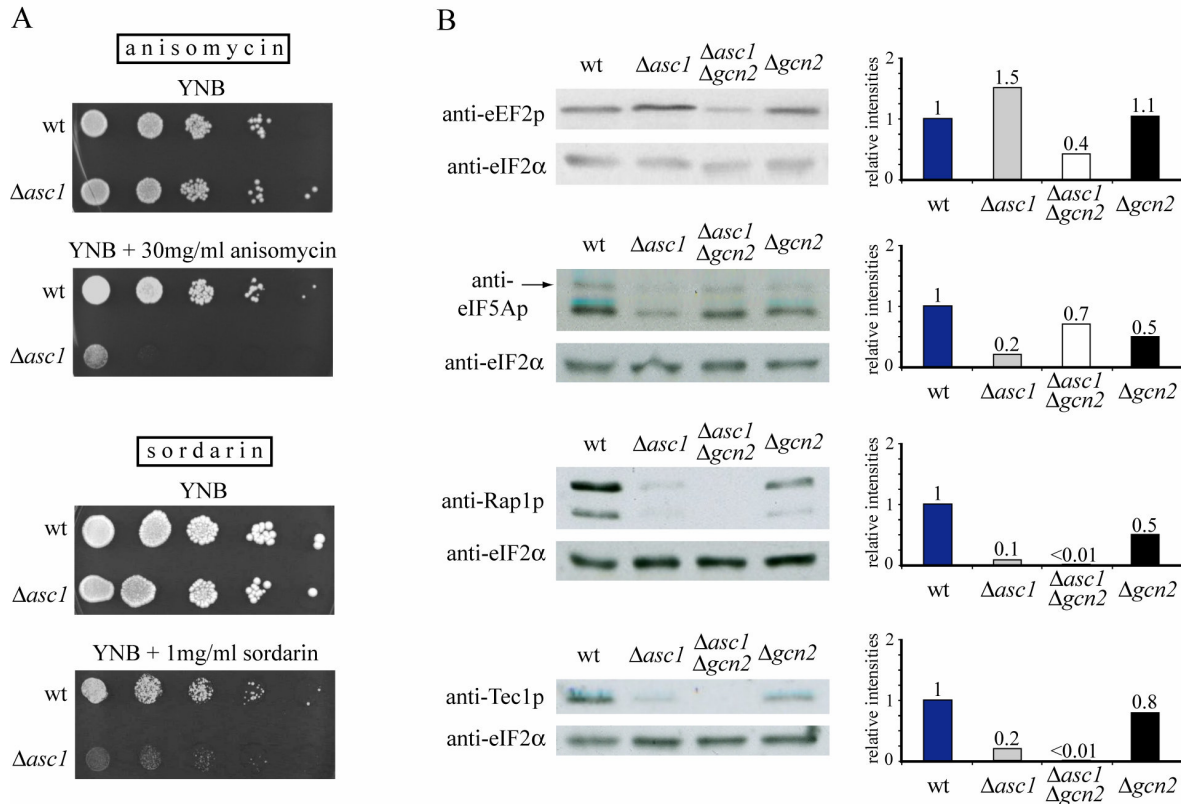 A
anisomycin
YNB
wt
Δasc1
YNB + 30mg/ml anisomycin
wt
Δasc1
sordarin
YNB
wt
Δasc1
YNB + 1mg/ml sordarin
wt
Δasc1
B
wt Δasc1 Δasc1 Δgcn2 Δgcn2
anti-eEF2p
anti-eIF2α
relative intensities
2
1
0
1 1.5 0.4 1.1
wt Δasc1 Δasc1 Δgcn2 Δgcn2
wt Δasc1 Δasc1 Δgcn2 Δgcn2
anti-
eIF5Ap
anti-eIF2α
relative intensities
2
1
0
1 0.2 0.7 0.5
wt Δasc1 Δasc1 Δgcn2 Δgcn2
wt Δasc1 Δasc1 Δgcn2 Δgcn2
anti-Rap1p
anti-eIF2α
relative intensities
2
1
0
1 0.1 <0.01 0.5
wt Δasc1 Δasc1 Δgcn2 Δgcn2
wt Δasc1 Δasc1 Δgcn2 Δgcn2
anti-Tec1p
anti-eIF2α
relative intensities
2
1
0
1 0.2 <0.01 0.8
wt Δasc1 Δasc1 Δgcn2 Δgcn2